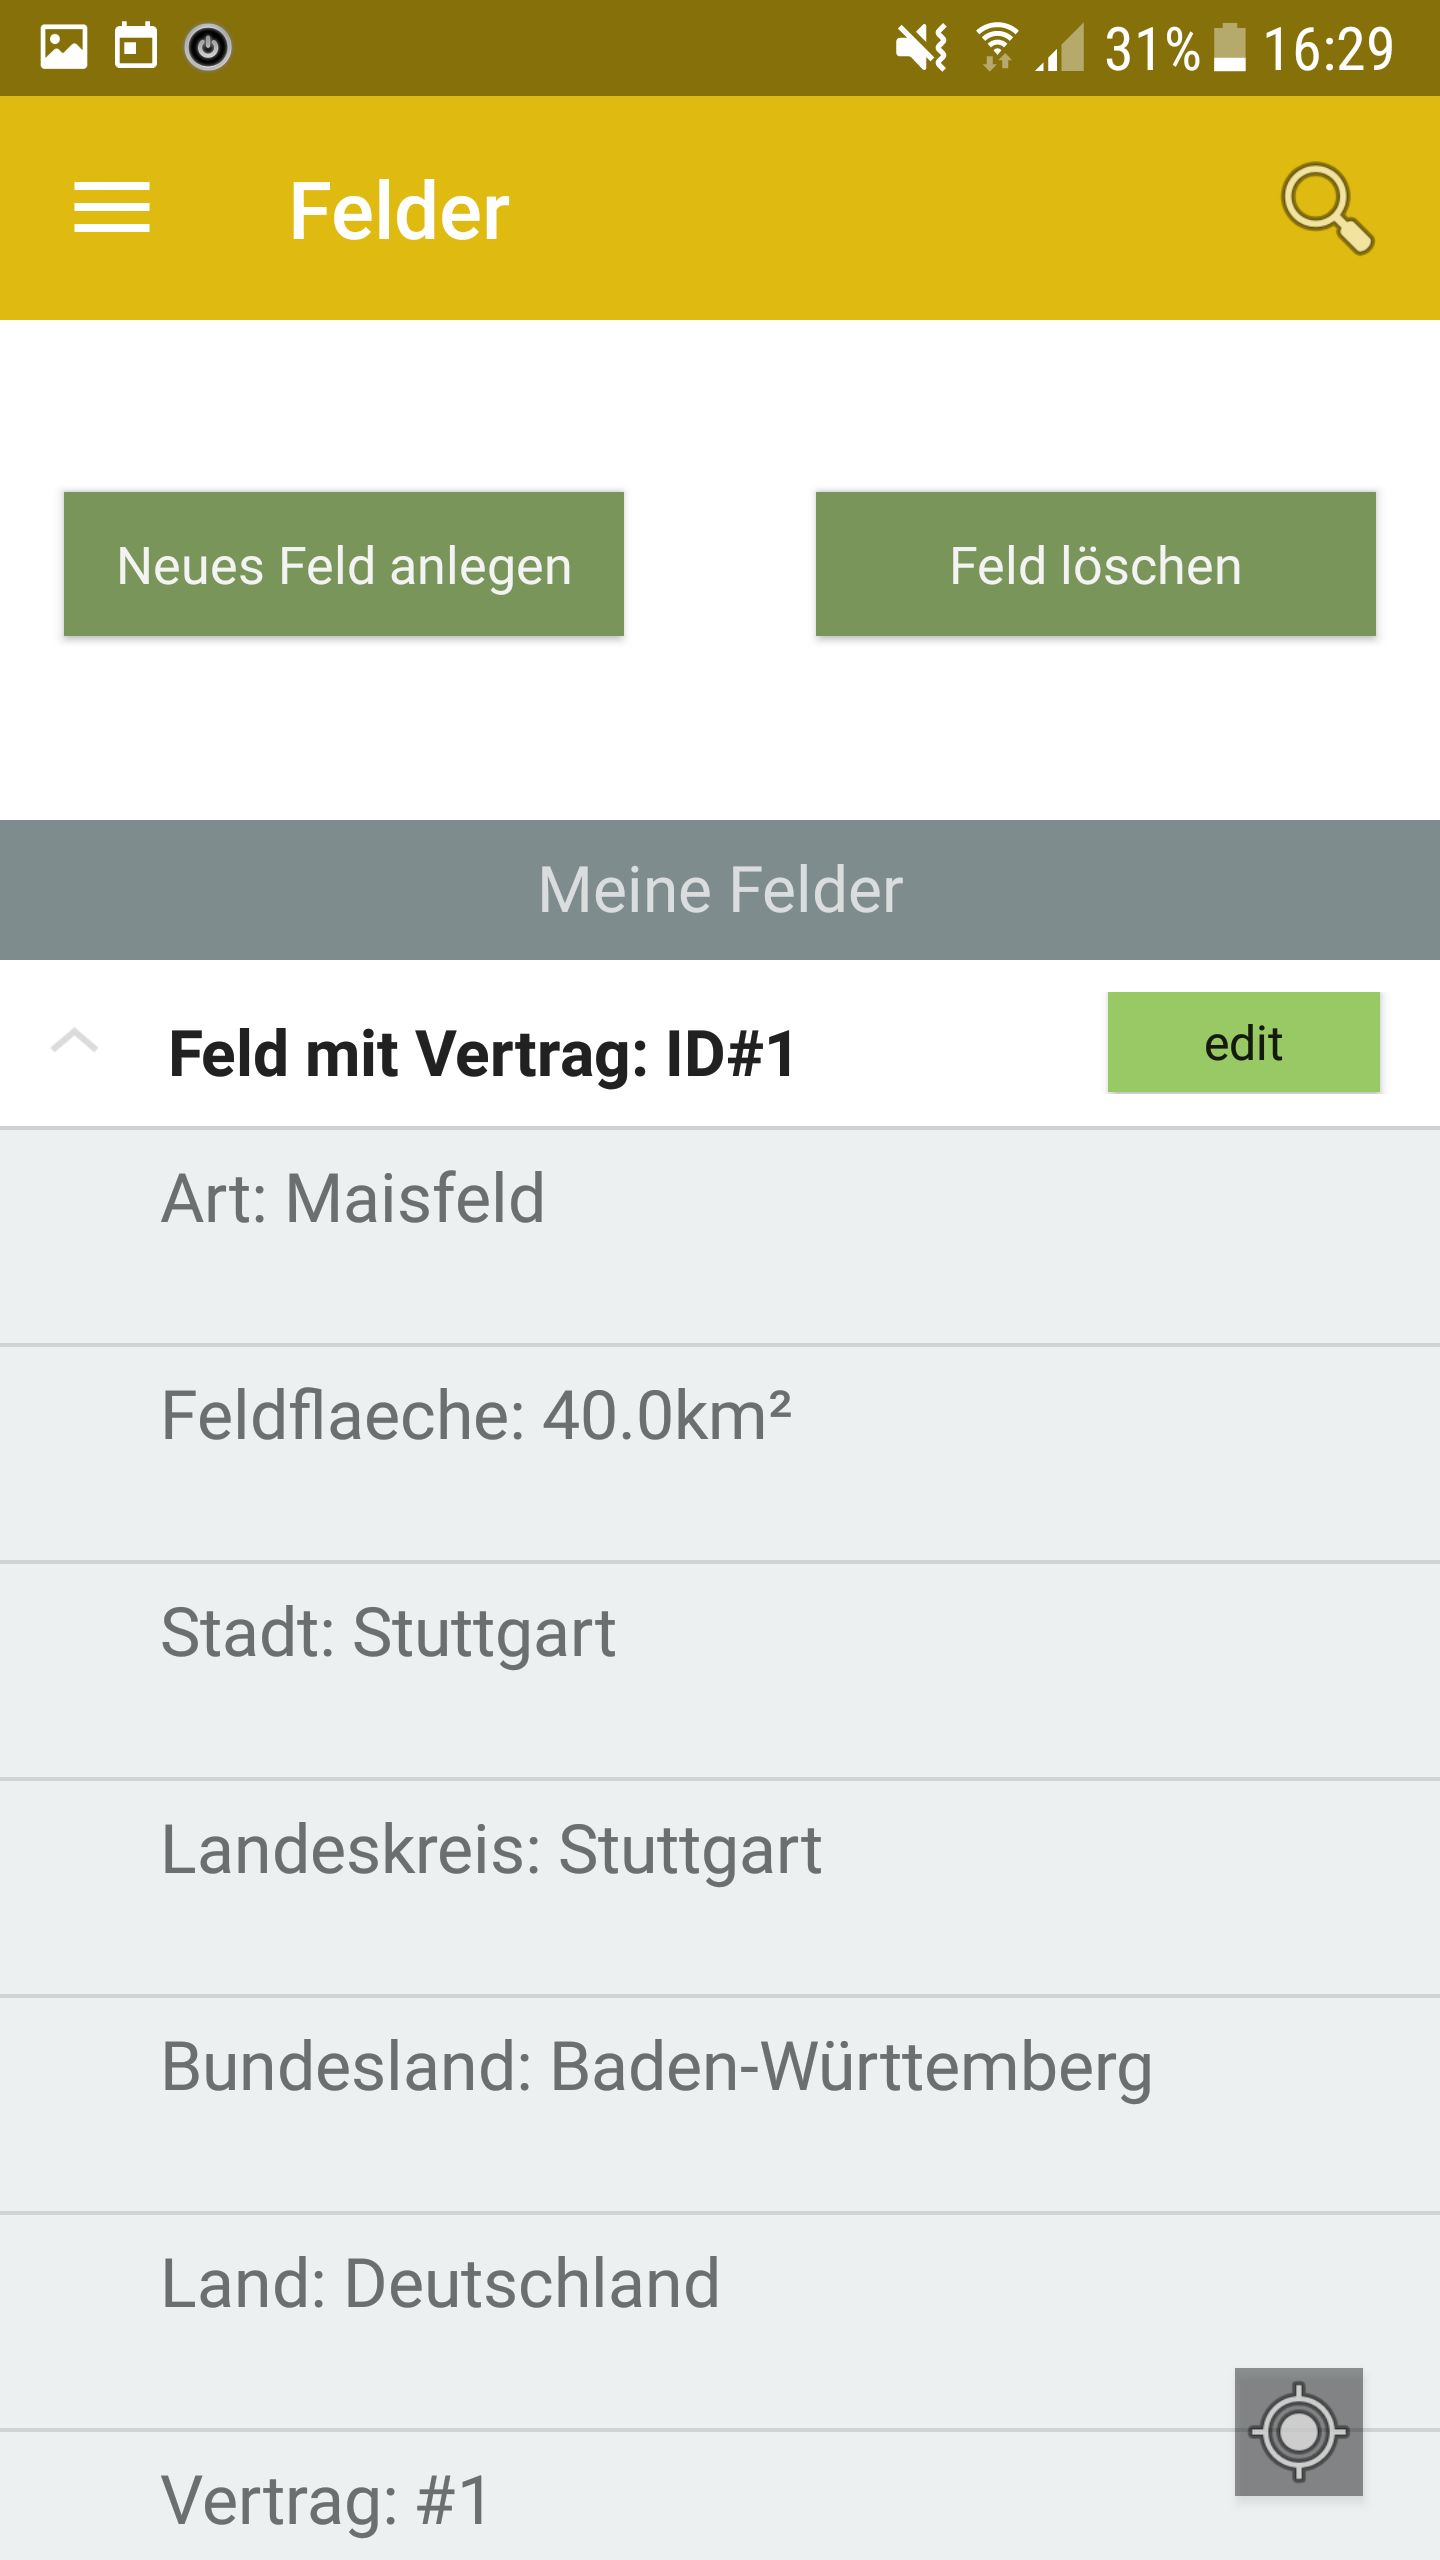 31% 16:29
Felder
Neues Feld anlegen
Feld löschen
Meine Felder
Feld mit Vertrag: ID#1
edit
Art: Maisfeld
Feldflaeche: 40.0km²
Stadt: Stuttgart
Landeskreis: Stuttgart
Bundesland: Baden-Württemberg
Land: Deutschland
Vertrag: #1